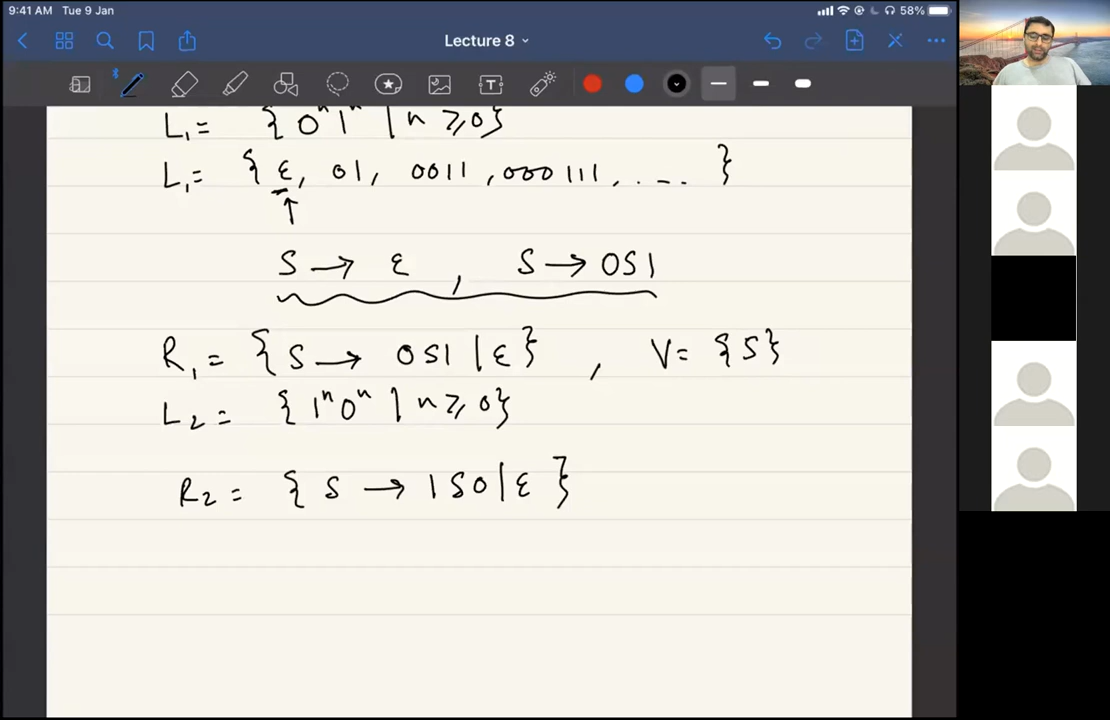 9:41 AM Tue 9 Jan 58%
Lecture 8
L₁ = {0ⁿ1ⁿ | n ≥ 0}
L₁ = { ε, 01, 0011, 000111, .... }
S → ε , S → 0S1
R₁ = {S → 0S1 | ε} , V = {S}
L₂ = {1ⁿ0ⁿ | n ≥ 0}
R₂ = {S → 1S0 | ε}